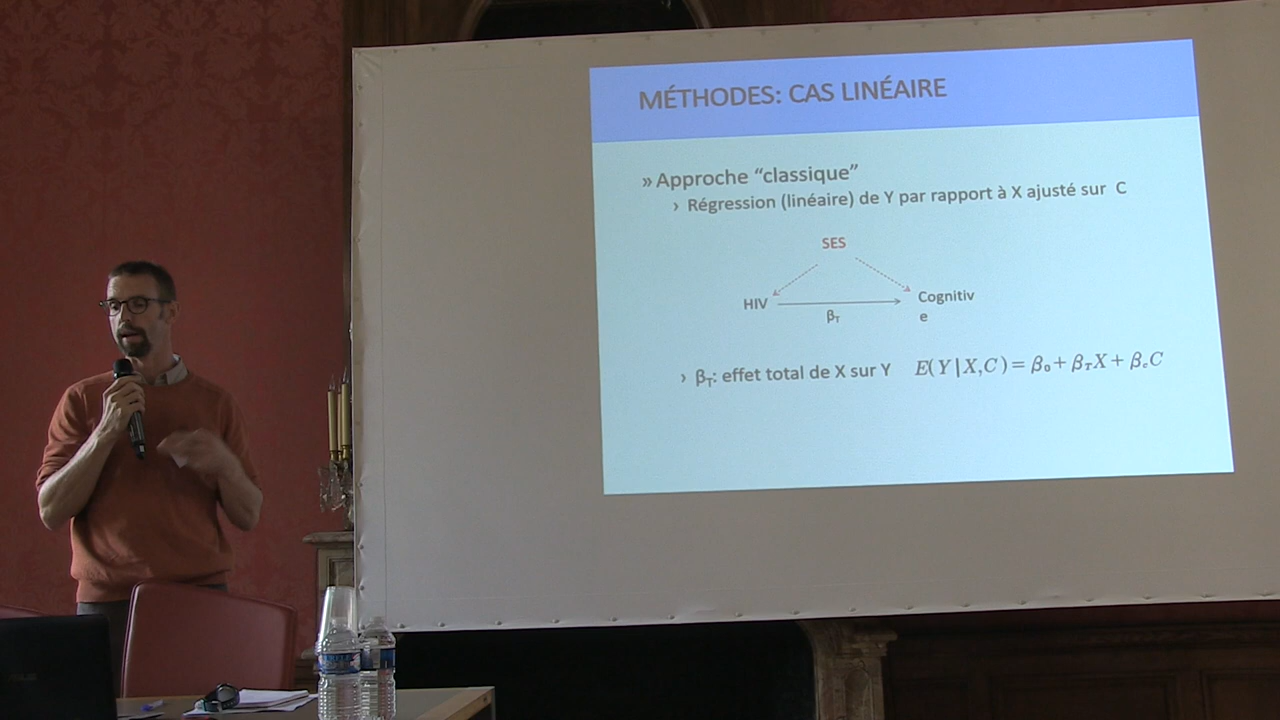 MÉTHODES: CAS LINÉAIRE
» Approche “classique”
› Régression (linéaire) de Y par rapport à X ajusté sur C
SES
HIV
Cognitiv
e
βT
› βT: effet total de X sur Y E(Y|X,C)=β0+βTX+βcC